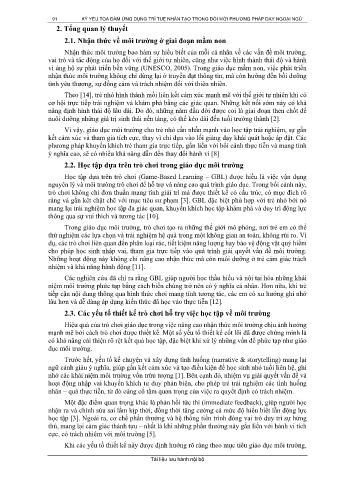 91 KỶ YẾU TỌA ĐÀM ỨNG DỤNG TRÍ TUỆ NHÂN TẠO TRONG ĐỔI MỚI PHƯƠNG PHÁP DẠY NGOẠI NGỮ
2. Tổng quan lý thuyết
2.1. Nhận thức về môi trường ở giai đoạn mầm non
Nhận thức môi trường bao hàm sự hiểu biết của mỗi cá nhân về các vấn đề môi trường,
vai trò và tác động của họ đối với thế giới tự nhiên, cũng như việc hình thành thái độ và hành
vi ủng hộ sự phát triển bền vững (UNESCO, 2005). Trong giáo dục mầm non, việc phát triển
nhận thức môi trường không chỉ dừng lại ở truyền đạt thông tin, mà còn hướng đến bồi dưỡng
tình yêu thương, sự đồng cảm và trách nhiệm đối với thiên nhiên.
Theo [14], trẻ nhỏ hình thành mối liên kết cảm xúc mạnh mẽ với thế giới tự nhiên khi có
cơ hội trực tiếp trải nghiệm và khám phá bằng các giác quan. Những kết nối sớm này có khả
năng định hình thái độ lâu dài. Do đó, những năm đầu đời được coi là giai đoạn then chốt để
nuôi dưỡng những giá trị sinh thái nền tảng, có thể kéo dài đến tuổi trưởng thành [2].
Vì vậy, giáo dục môi trường cho trẻ nhỏ cần nhấn mạnh vào học tập trải nghiệm, sự gắn
kết cảm xúc và tham gia tích cực, thay vì chỉ dựa vào lối giảng dạy khái quát hoặc áp đặt. Các
phương pháp khuyến khích trẻ tham gia trực tiếp, gắn liền với bối cảnh thực tiễn và mang tính
ý nghĩa cao, sẽ có nhiều khả năng dẫn đến thay đổi hành vi [8]
2.2. Học tập dựa trên trò chơi trong giáo dục môi trường
Học tập dựa trên trò chơi (Game-Based Learning – GBL) được hiểu là việc vận dụng
nguyên lý và môi trường trò chơi để hỗ trợ và nâng cao quá trình giáo dục. Trong bối cảnh này,
trò chơi không chỉ đơn thuần mang tính giải trí mà được thiết kế có cấu trúc, có mục đích rõ
ràng và gắn kết chặt chẽ với mục tiêu sư phạm [3]. GBL đặc biệt phù hợp với trẻ nhỏ bởi nó
mang lại trải nghiệm học tập đa giác quan, khuyến khích học tập khám phá và duy trì động lực
thông qua sự vui thích và tương tác [10].
Trong giáo dục môi trường, trò chơi tạo ra những thế giới mô phỏng, nơi trẻ em có thể
thử nghiệm các lựa chọn và trải nghiệm hệ quả trong một không gian an toàn, không rủi ro. Ví
dụ, các trò chơi liên quan đến phân loại rác, tiết kiệm năng lượng hay bảo vệ động vật quý hiếm
cho phép học sinh nhập vai, tham gia trực tiếp vào quá trình giải quyết vấn đề môi trường.
Những hoạt động này không chỉ nâng cao nhận thức mà còn nuôi dưỡng ở trẻ cảm giác trách
nhiệm và khả năng hành động [11].
Các nghiên cứu đã chỉ ra rằng GBL giúp người học thấu hiểu và nội tại hóa những khái
niệm môi trường phức tạp bằng cách biến chúng trở nên có ý nghĩa cá nhân. Hơn nữa, khi trẻ
tiếp cận nội dung thông qua hình thức chơi mang tính tương tác, các em có xu hướng ghi nhớ
lâu hơn và dễ dàng áp dụng kiến thức đã học vào thực tiễn [12].
2.3. Các yếu tố thiết kế trò chơi hỗ trợ việc học tập về môi trường
Hiệu quả của trò chơi giáo dục trong việc nâng cao nhận thức môi trường chịu ảnh hưởng
mạnh mẽ bởi cách trò chơi được thiết kế. Một số yếu tố thiết kế cốt lõi đã được chứng minh là
có khả năng cải thiện rõ rệt kết quả học tập, đặc biệt khi xử lý những vấn đề phức tạp như giáo
dục môi trường.
Trước hết, yếu tố kể chuyện và xây dựng tình huống (narrative & storytelling) mang lại
ngữ cảnh giàu ý nghĩa, giúp gắn kết cảm xúc và tạo điều kiện để học sinh nhỏ tuổi liên hệ, ghi
nhớ các khái niệm môi trường vốn trừu tượng [1]. Bên cạnh đó, nhiệm vụ giải quyết vấn đề và
hoạt động nhập vai khuyến khích tư duy phản biện, cho phép trẻ trải nghiệm các tình huống
nhân – quả thực tiễn, từ đó củng cố tầm quan trọng của việc ra quyết định có trách nhiệm.
Một đặc điểm quan trọng khác là phản hồi tức thì (immediate feedback), giúp người học
nhận ra và chỉnh sửa sai lầm kịp thời, đồng thời tăng cường cả mức độ hiểu biết lẫn động lực
học tập [3]. Ngoài ra, cơ chế phần thưởng và hệ thống tiến trình đóng vai trò duy trì sự hứng
thú, mang lại cảm giác thành tựu – nhất là khi những phần thưởng này gắn liền với hành vi tích
cực, có trách nhiệm với môi trường [5].
Khi các yếu tố thiết kế này được định hướng rõ ràng theo mục tiêu giáo dục môi trường,
Tài liệu lưu hành nội bộ